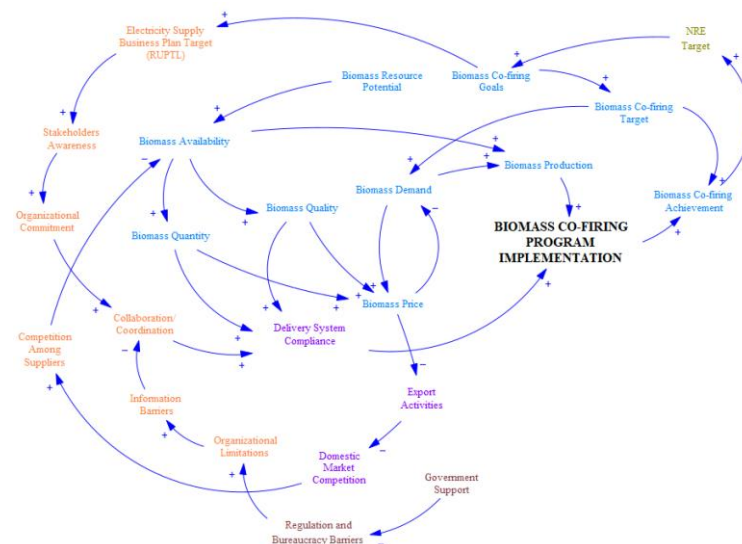 Electricity Supply
Business Plan Target
(RUPTL)
NRE
Target
Biomass Resource
Potential
Biomass Co-firing
Goals
Biomass Co-firing
Target
Stakeholders
Awareness
Biomass Availability
Biomass Production
Biomass Demand
Biomass Co-firing
Achievement
Organizational
Commitment
Biomass Quality
Biomass Quantity
BIOMASS CO-FIRING
PROGRAM
IMPLEMENTATION
Biomass Price
Collaboration/
Coordination
Delivery System
Compliance
Competition
Among
Suppliers
Information
Barriers
Export
Activities
Organizational
Limitations
Domestic
Market
Competition
Government
Support
Regulation and
Bureaucracy Barriers